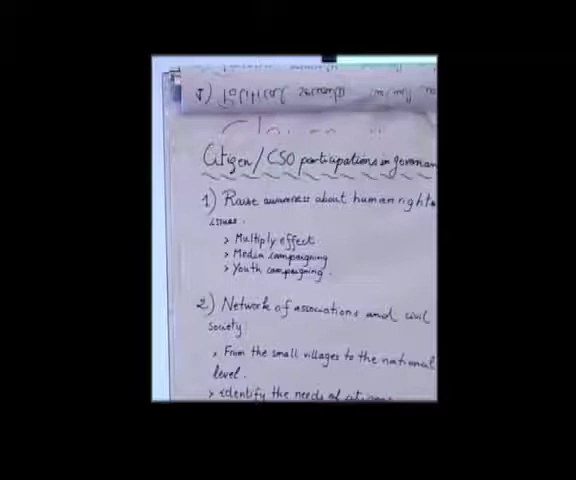 Citizen/CSO participations in governan
1) Raise awareness about human rights
issues.
> Multiply effect
> Media campaigning
> Youth campaigning.
2) Network of associations and civil
society
> From the small villages to the national
level.
> identify the needs of citizens